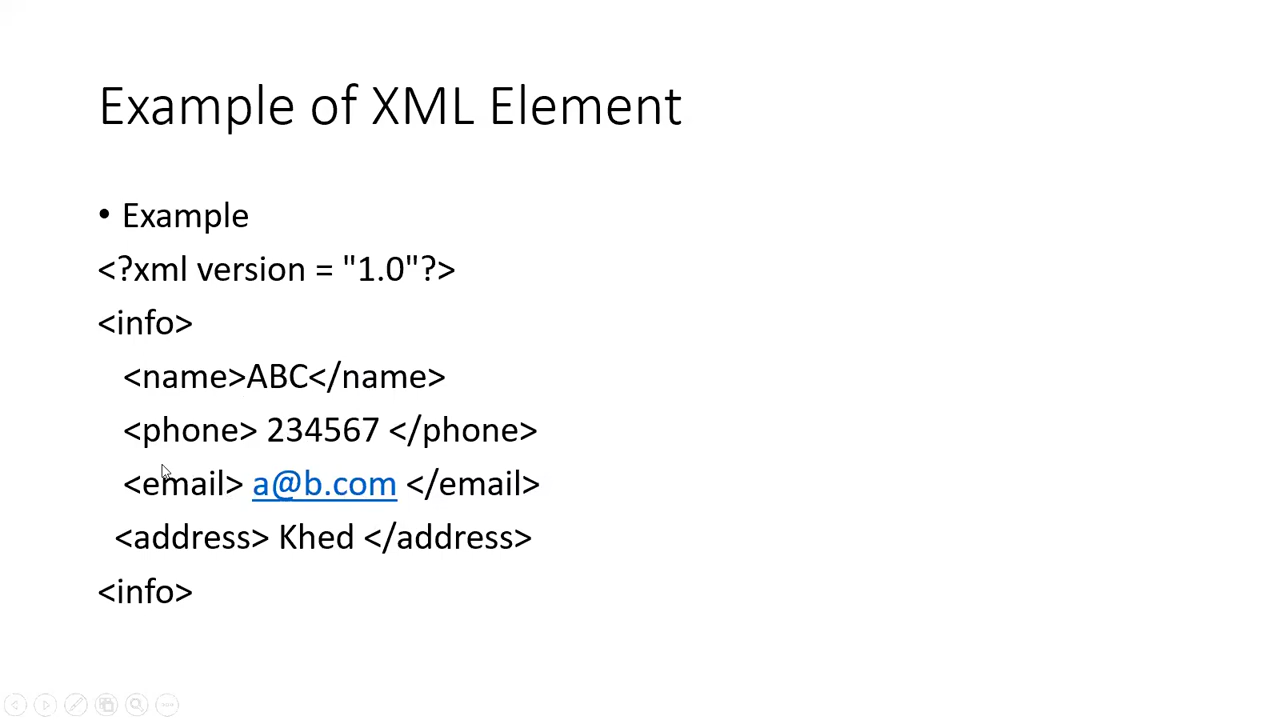 Example of XML Element
• Example
<?xml version = "1.0"?>
<info>
<name>ABC</name>
<phone> 234567 </phone>
<email> a@b.com </email>
<address> Khed </address>
<info>